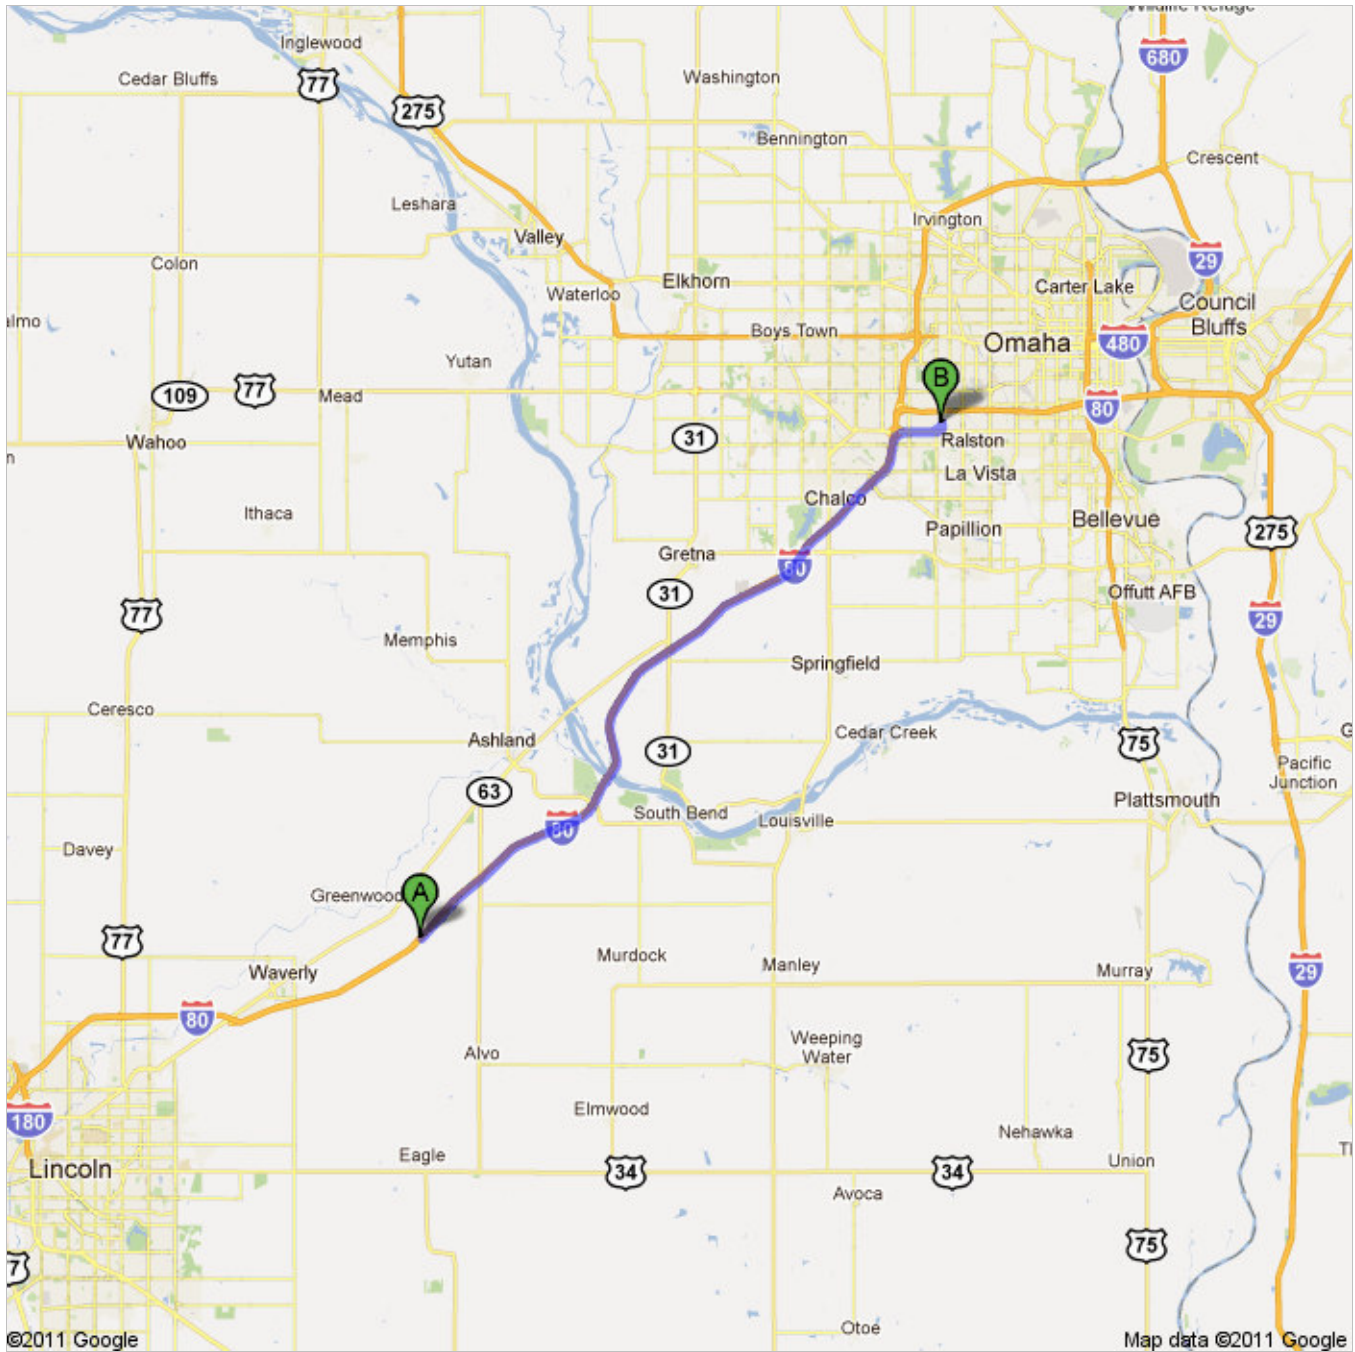 Wildlife Refuge
Inglewood
680
Cedar Bluffs
77
Washington
275
Bennington
Crescent
Leshara
Irvington
Valley
29
Colon
Elkhorn
Carter Lake
Waterloo
Council
Bluffs
almo
Boys Town
Omaha
480
Yutan
B
77
109
Mead
80
31
Wahoo
Ralston
n
La Vista
Chalco
Ithaca
Bellevue
Papillion
275
Gretna
80
31
Offutt AFB
77
29
Memphis
Springfield
Ceresco
Cedar Creek
G
Ashland
31
75
Pacific
Junction
63
Plattsmouth
South Bend
Louisville
80
Davey
Greenwood
A
77
Murdock
Manley
Murray
29
Waverly
80
Weeping
Water
Alvo
75
Elmwood
180
Nehawka
Eagle
Union
Lincoln
34
34
Avoca
75
7
Otoe
©2011 Google
Map data ©2011 Google